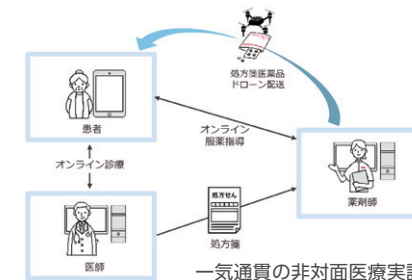 処方箋医薬品
ドローン配送
患者
オンライン
服薬指導
オンライン診療
薬剤師
処方せん
処方箋
医師
一気通貫の非対面医療実証